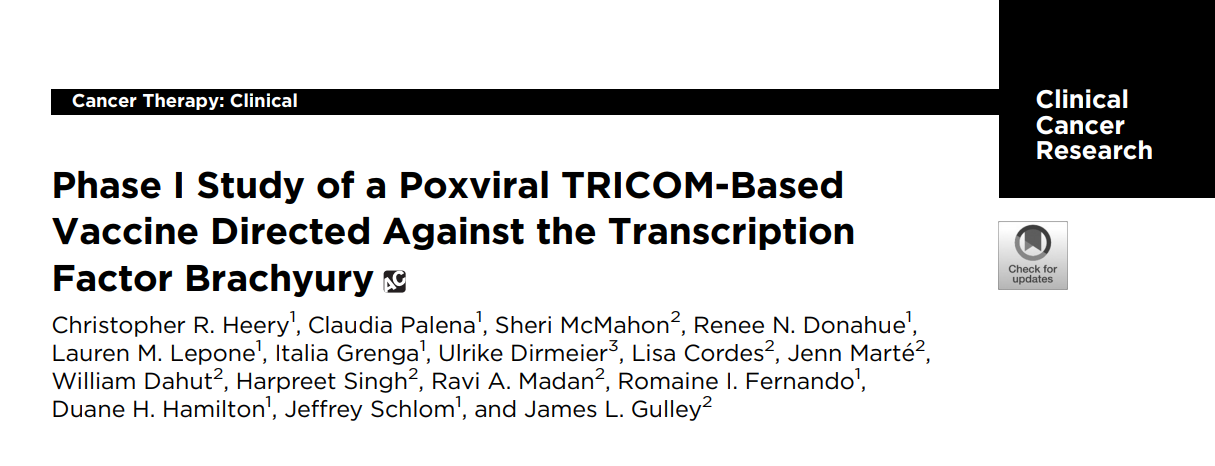 Cancer Therapy: Clinical
Clinical
Cancer
Research
Phase I Study of a Poxviral TRICOM-Based
Vaccine Directed Against the Transcription
Factor Brachyury AC
Check for
updates
Christopher R. Heery1, Claudia Palena1, Sheri McMahon2, Renee N. Donahue1,
Lauren M. Lepone1, Italia Grenga1, Ulrike Dirmeier3, Lisa Cordes2, Jenn Marté2,
William Dahut2, Harpreet Singh2, Ravi A. Madan2, Romaine I. Fernando1,
Duane H. Hamilton1, Jeffrey Schlom1, and James L. Gulley2